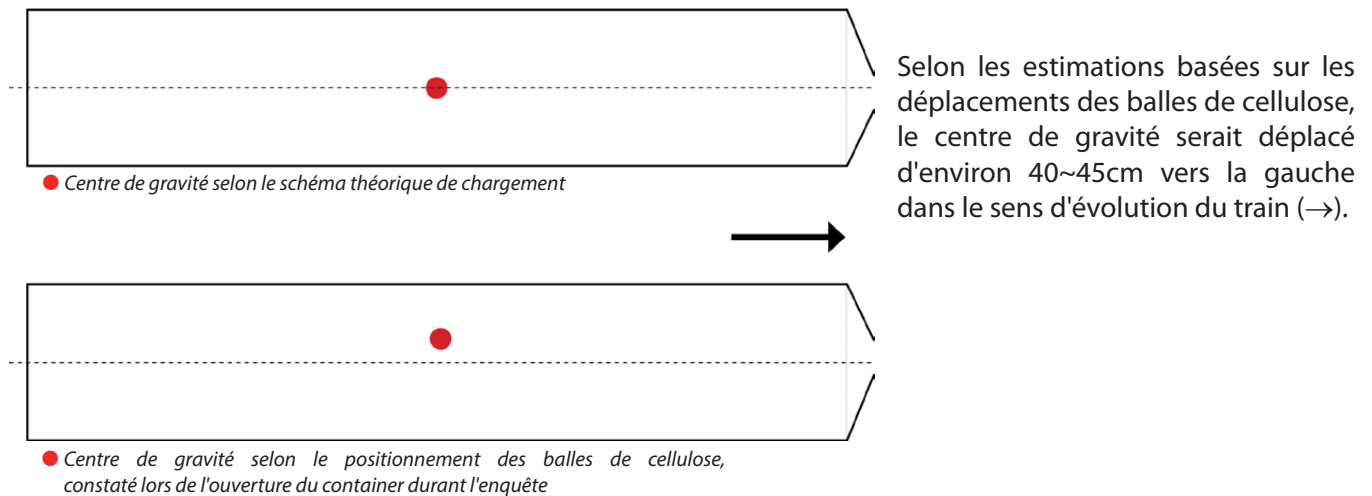 Selon les estimations basées sur les
déplacements des balles de cellulose,
le centre de gravité serait déplacé
d'environ 40~45cm vers la gauche
dans le sens d'évolution du train (→).
Centre de gravité selon le schéma théorique de chargement
Centre de gravité selon le positionnement des balles de cellulose,
constaté lors de l'ouverture du container durant l'enquête